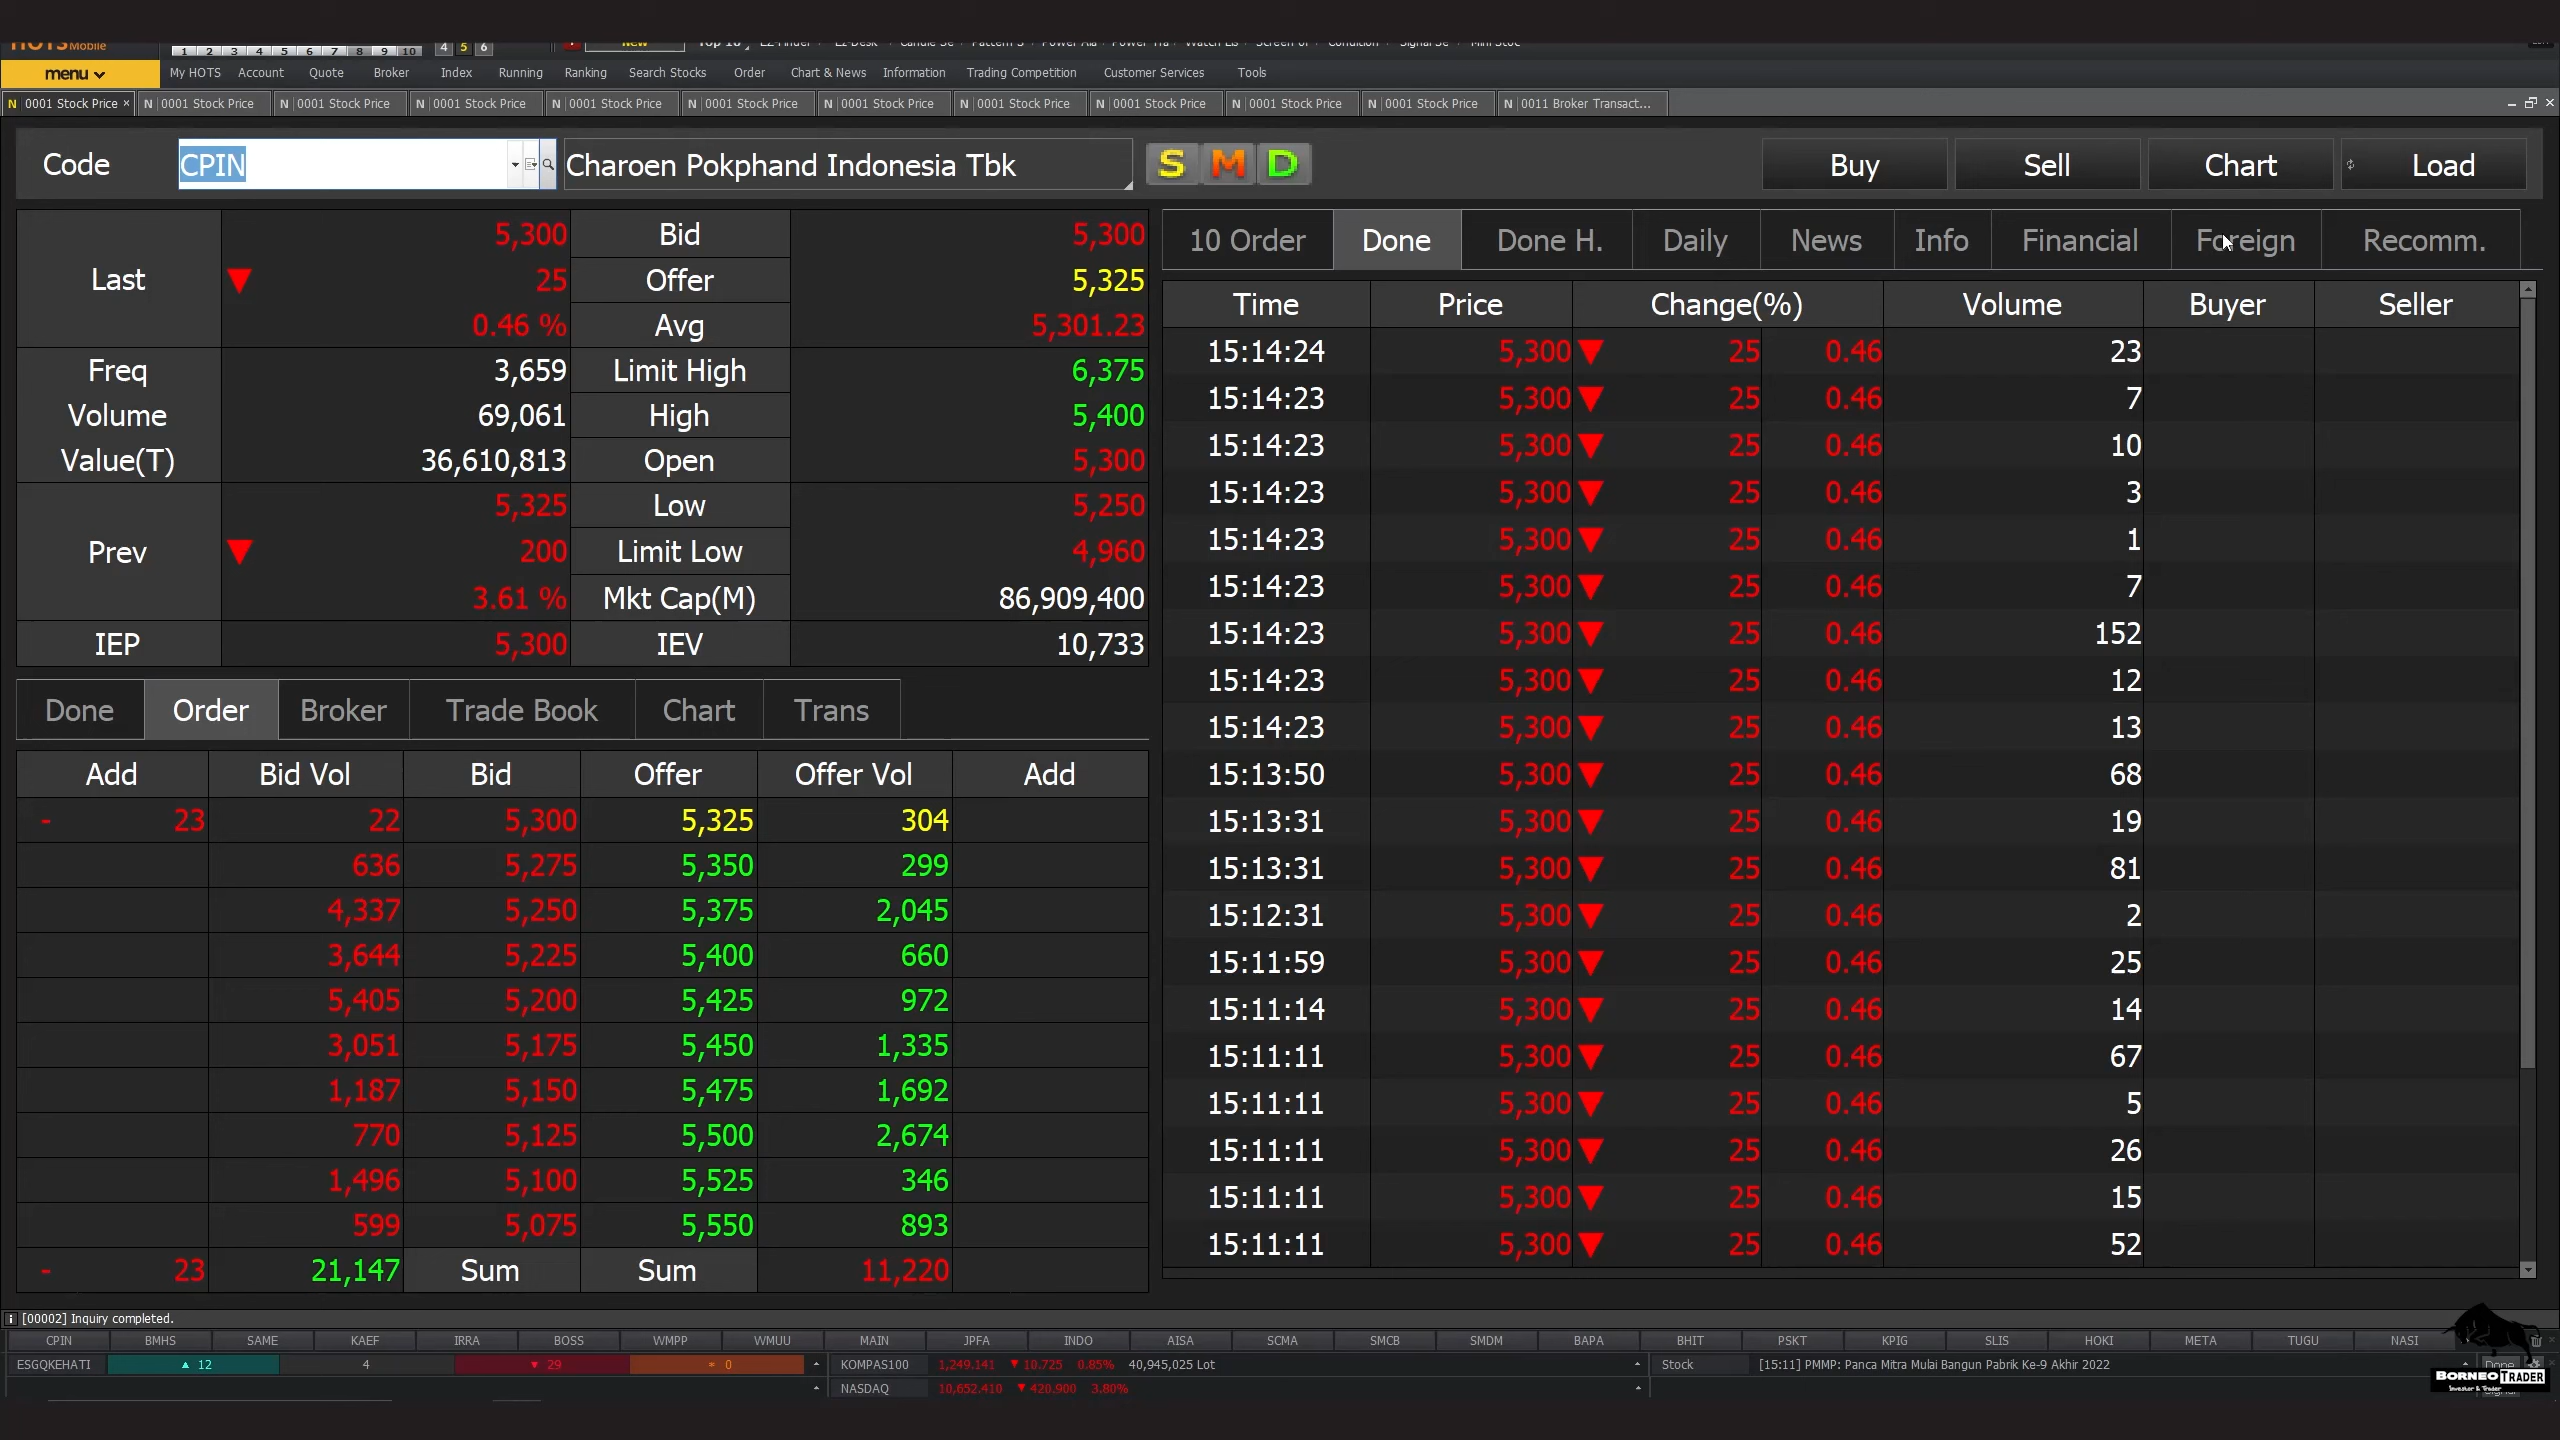 HOTS Mobile 1 2 3 4 5 6 7 8 9 10 4 5 6 New
menu My HOTS Account Quote Broker Index Running Ranking Search Stocks Order Chart & News Information Trading Competition Customer Services Tools
N 0001 Stock Price × N 0001 Stock Price N 0001 Stock Price N 0001 Stock Price N 0001 Stock Price N 0001 Stock Price N 0001 Stock Price N 0001 Stock Price N 0001 Stock Price N 0001 Stock Price N 0001 Stock Price N 0011 Broker Transact...
Code CPIN Charoen Pokphand Indonesia Tbk S M D Buy Sell Chart Load
Last 5,300 Bid 5,300
▼ 25 Offer 5,325
0.46 % Avg 5,301.23
Freq 3,659 Limit High 6,375
Volume 69,061 High 5,400
Value(T) 36,610,813 Open 5,300
Prev 5,325 Low 5,250
▼ 200 Limit Low 4,960
3.61 % Mkt Cap(M) 86,909,400
IEP 5,300 IEV 10,733
Done Order Broker Trade Book Chart Trans
Add Bid Vol Bid Offer Offer Vol Add
- 23 22 5,300 5,325 304
636 5,275 5,350 299
4,337 5,250 5,375 2,045
3,644 5,225 5,400 660
5,405 5,200 5,425 972
3,051 5,175 5,450 1,335
1,187 5,150 5,475 1,692
770 5,125 5,500 2,674
1,496 5,100 5,525 346
599 5,075 5,550 893
- 23 21,147 Sum Sum 11,220
10 Order Done Done H. Daily News Info Financial Foreign Recomm.
Time Price Change(%) Volume Buyer Seller
15:14:24 5,300 ▼ 25 0.46 23
15:14:23 5,300 ▼ 25 0.46 7
15:14:23 5,300 ▼ 25 0.46 10
15:14:23 5,300 ▼ 25 0.46 3
15:14:23 5,300 ▼ 25 0.46 1
15:14:23 5,300 ▼ 25 0.46 7
15:14:23 5,300 ▼ 25 0.46 152
15:14:23 5,300 ▼ 25 0.46 12
15:14:23 5,300 ▼ 25 0.46 13
15:13:50 5,300 ▼ 25 0.46 68
15:13:31 5,300 ▼ 25 0.46 19
15:13:31 5,300 ▼ 25 0.46 81
15:12:31 5,300 ▼ 25 0.46 2
15:11:59 5,300 ▼ 25 0.46 25
15:11:14 5,300 ▼ 25 0.46 14
15:11:11 5,300 ▼ 25 0.46 67
15:11:11 5,300 ▼ 25 0.46 5
15:11:11 5,300 ▼ 25 0.46 26
15:11:11 5,300 ▼ 25 0.46 15
15:11:11 5,300 ▼ 25 0.46 52
[00002] Inquiry completed.
CPIN BMHS SAME KAEF IRRA BOSS WMPP WMUU MAIN JPFA INDO AISA SCMA SMCB SMDM BAPA BHIT PSKT KPIG SLIS HOKI META TUGU NASI
ESGQKEHATI ▲ 12 4 ▼ 29 * 0 KOMPAS100 1,249.141 ▼ 10.725 0.85% 40,945,025 Lot Stock [15:11] PMMP: Panca Mitra Mulai Bangun Pabrik Ke-9 Akhir 2022 Done
NASDAQ 10,652.410 ▼ 420.900 3.80%
BORNEO TRADER
Investor & Trader